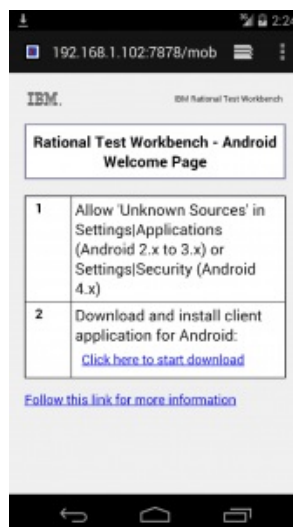 2:24
192.168.1.102:7878/mob
IBM.
IBM Rational Test Workbench
Rational Test Workbench - Android
Welcome Page
1
Allow 'Unknown Sources' in
Settings|Applications
(Android 2.x to 3.x) or
Settings|Security (Android
4.x)
2
Download and install client
application for Android:
Click here to start download
Follow this link for more information